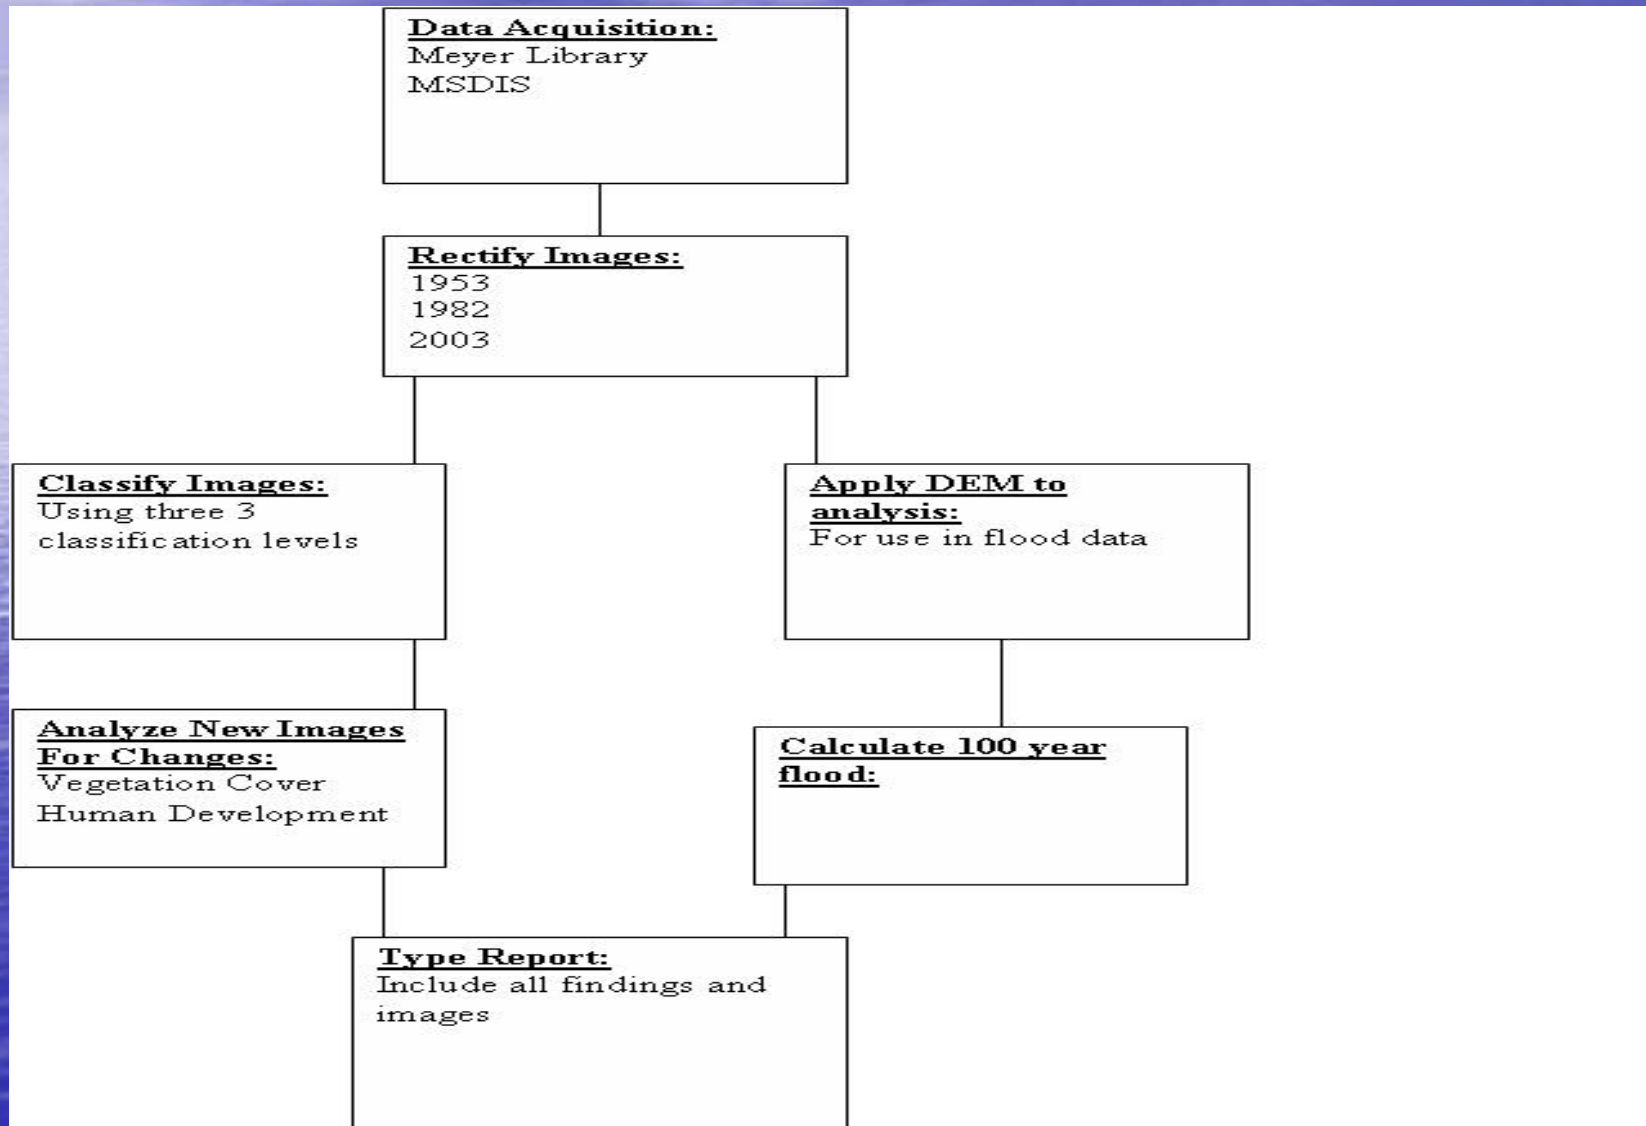 Data Acquisition:
Meyer Library
MSDIS
Rectify Images:
1953
1982
2003
Classify Images:
Using three 3
classification levels
Apply DEM to
analysis:
For use in flood data
Analyze New Images
For Changes:
Vegetation Cover
Human Development
Calculate 100 year
flood:
Type Report:
Include all findings and
images